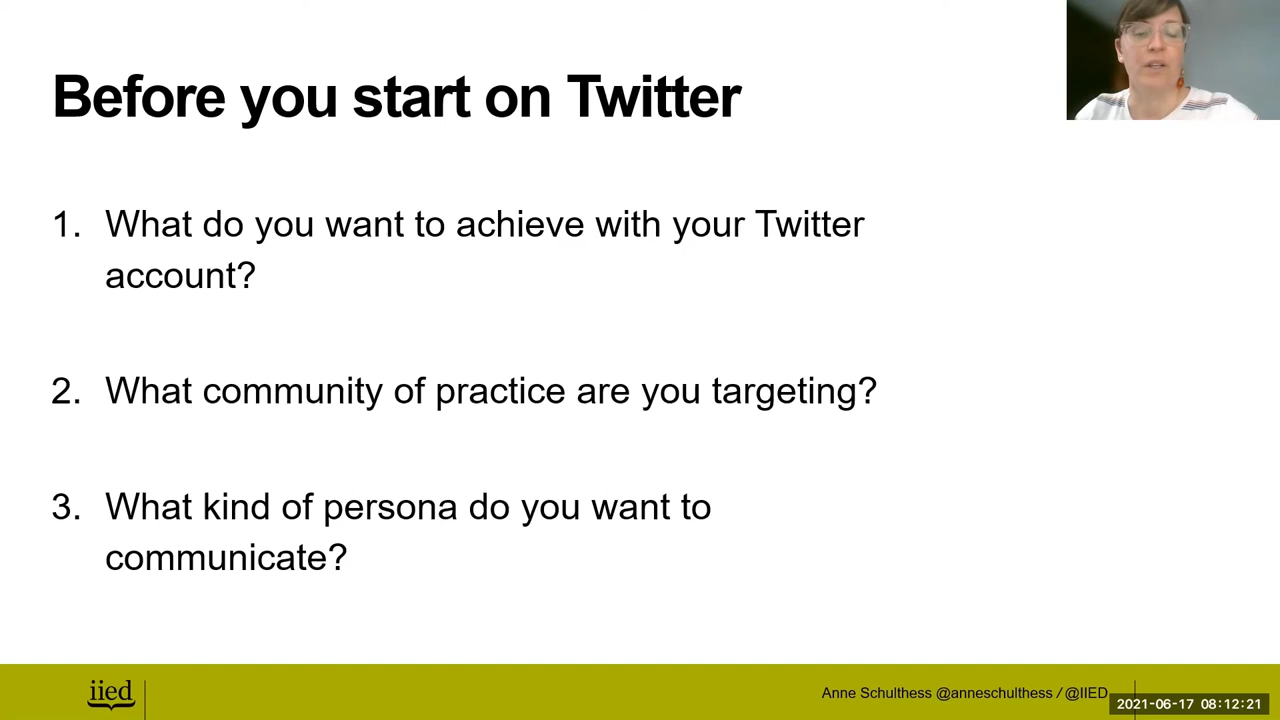 Before you start on Twitter
1. What do you want to achieve with your Twitter
account?
2. What community of practice are you targeting?
3. What kind of persona do you want to
communicate?
iied
Anne Schulthess @anneschulthess / @IIED
2021-06-17 08:12:21